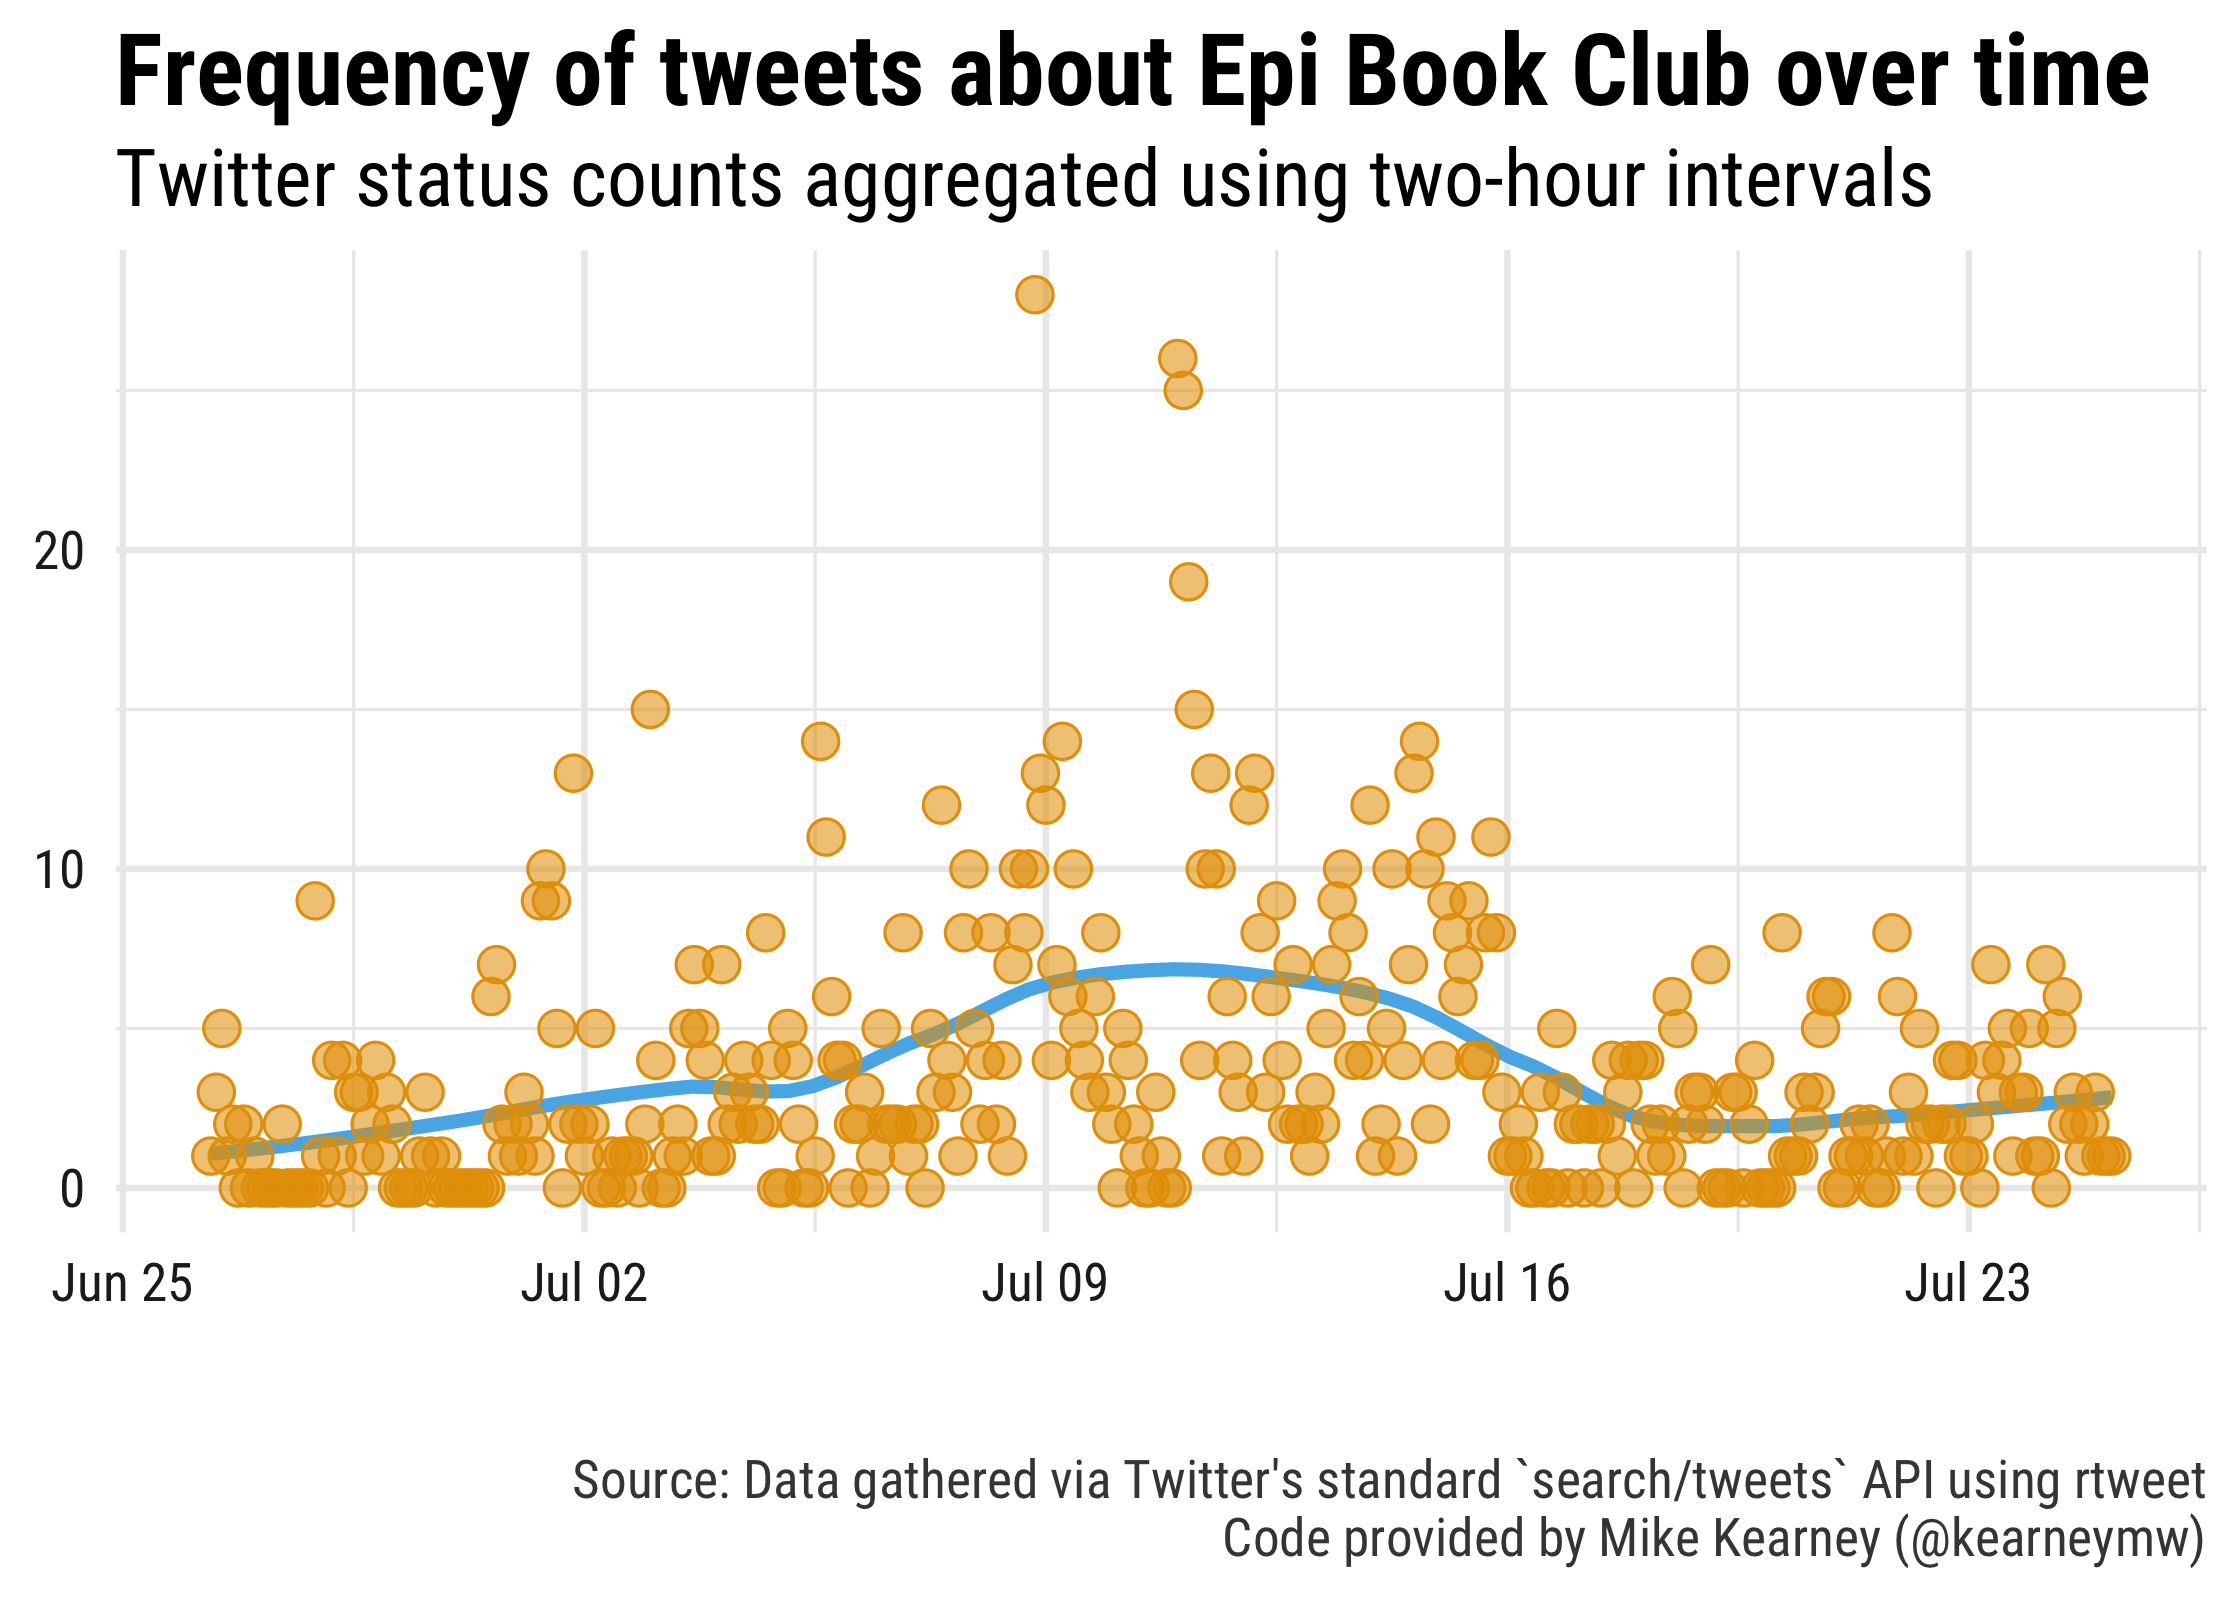 Frequency of tweets about Epi Book Club over time
Twitter status counts aggregated using two-hour intervals
20
10
0
Jun 25 Jul 02 Jul 09 Jul 16 Jul 23
Source: Data gathered via Twitter's standard `search/tweets` API using rtweet
Code provided by Mike Kearney (@kearneymw)